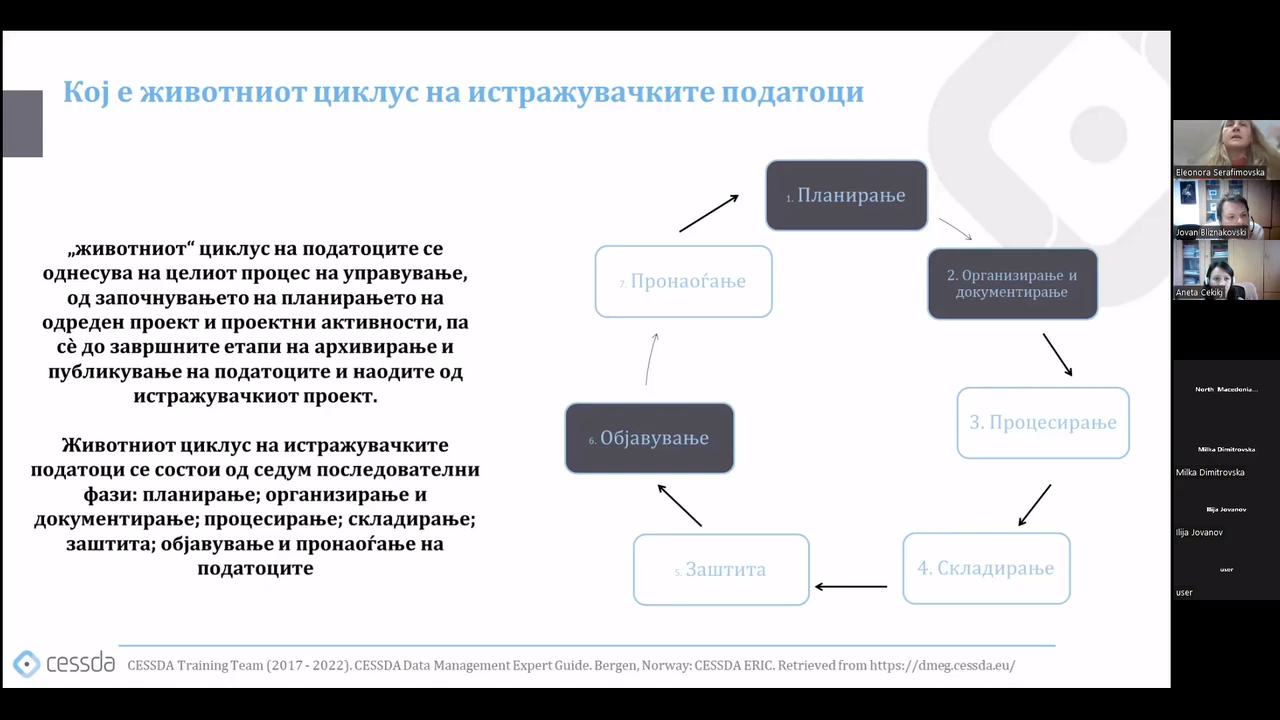 Кој е животниот циклус на истражувачките податоци
„животниот“ циклус на податоците се
однесува на целиот процес на управување,
од започнувањето на планирањето на
одреден проект и проектни активности, па
сѐ до завршните етапи на архивирање и
публикување на податоците и наодите од
истражувачкиот проект.
Животниот циклус на истражувачките
податоци се состои од седум последователни
фази: планирање; организирање и
документирање; процесирање; складирање;
заштита; објавување и пронаоѓање на
податоците
1. Планирање
2. Организирање и
документирање
3. Процесирање
4. Складирање
5. Заштита
6. Објавување
7. Пронаоѓање
cessda
CESSDA Training Team (2017 - 2022). CESSDA Data Management Expert Guide. Bergen, Norway: CESSDA ERIC. Retrieved from https://dmeg.cessda.eu/
Eleonora Serafimovska
Jovan Bliznakovski
Aneta Cekikj
North Macedonia...
Milka Dimitrovska
Milka Dimitrovska
Ilija Jovanov
Ilija Jovanov
user
user